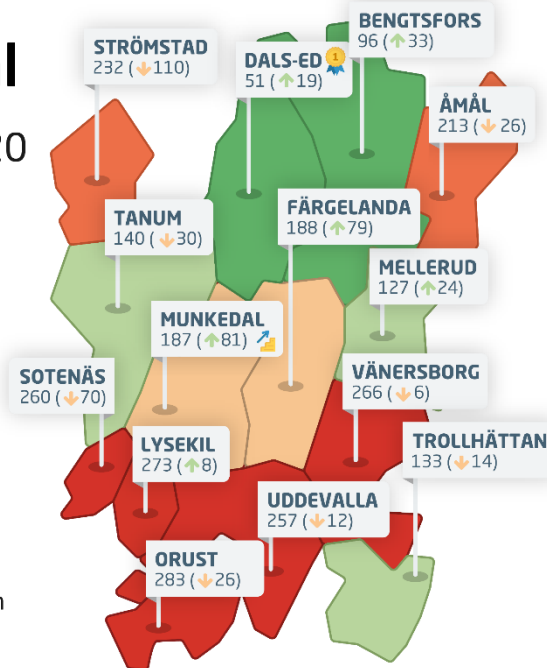 l
20
BENGTSFORS
96 (↑33)
STRÖMSTAD
232 (↓110)
DALS-ED 1
51 (↑19)
ÅMÅL
213 (↓26)
TANUM
140 (↓30)
FÄRGELANDA
188 (↑79)
MELLERUD
127 (↑24)
MUNKEDAL
187 (↑81)
SOTENÄS
260 (↓70)
VÄNERSBORG
266 (↓6)
LYSEKIL
273 (↑8)
TROLLHÄTTAN
133 (↓14)
UDDEVALLA
257 (↓12)
ORUST
283 (↓26)
n